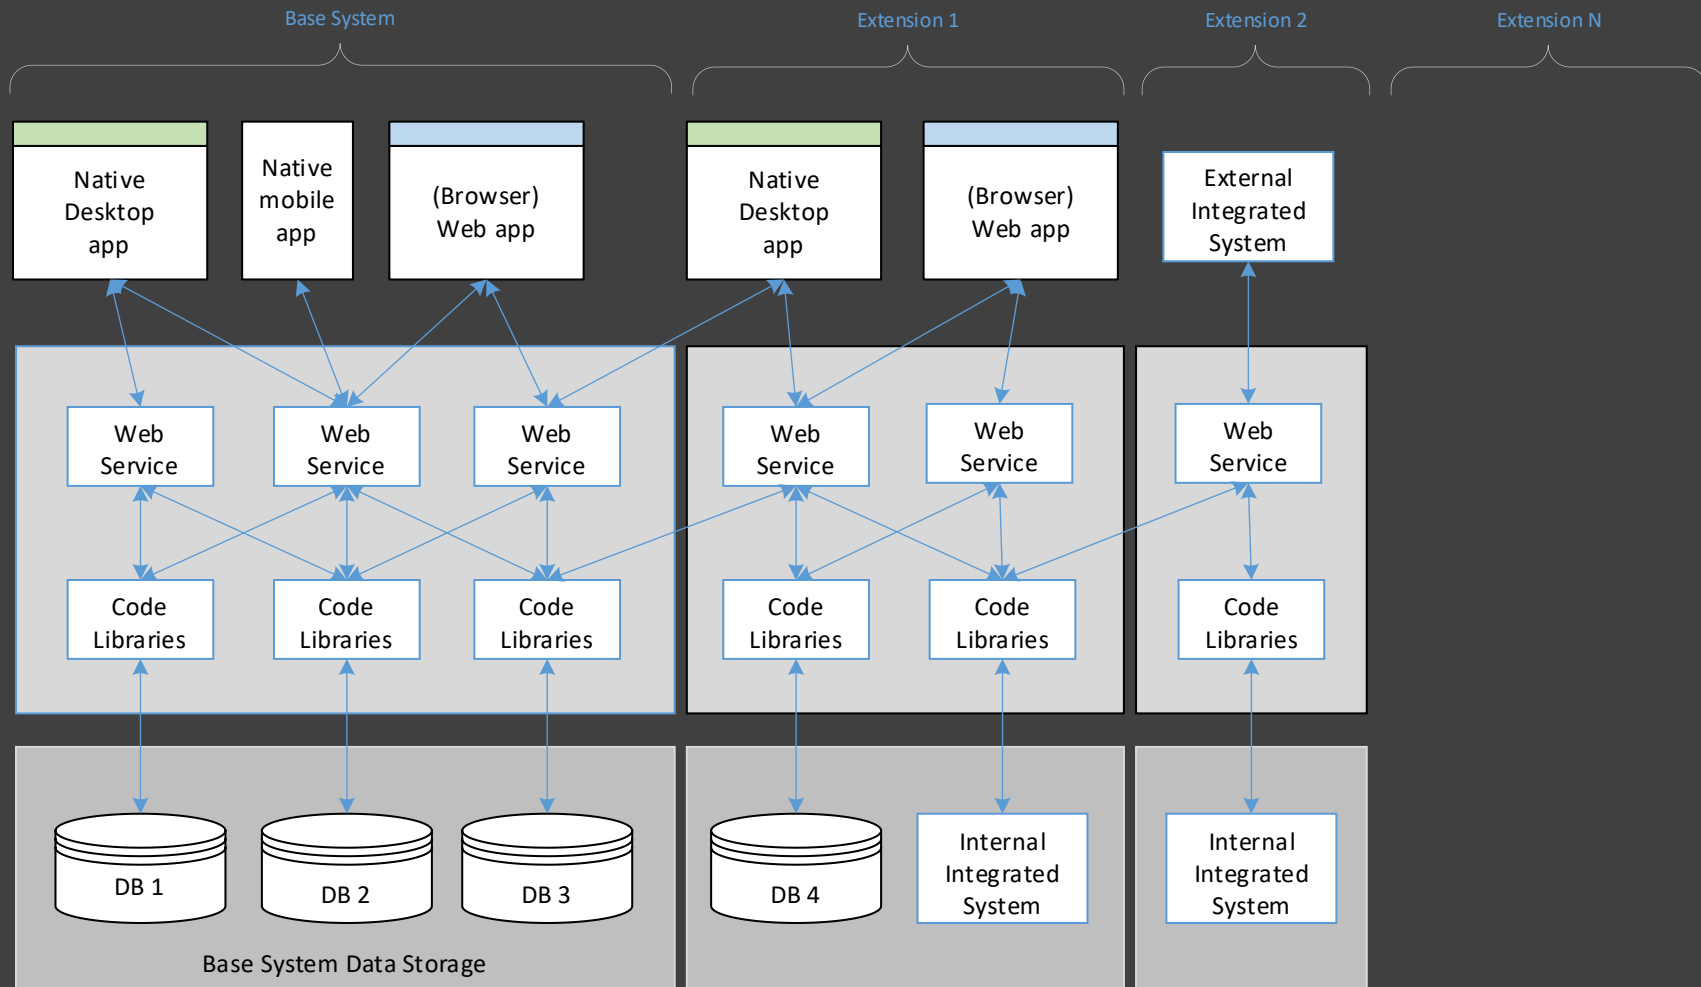 Base System
Extension 1
Extension 2
Extension N
Native
Desktop
app
Native
mobile
app
(Browser)
Web app
Native
Desktop
app
(Browser)
Web app
External
Integrated
System
Web
Service
Web
Service
Web
Service
Web
Service
Web
Service
Web
Service
Code
Libraries
Code
Libraries
Code
Libraries
Code
Libraries
Code
Libraries
Code
Libraries
DB 1
DB 2
DB 3
DB 4
Internal
Integrated
System
Internal
Integrated
System
Base System Data Storage